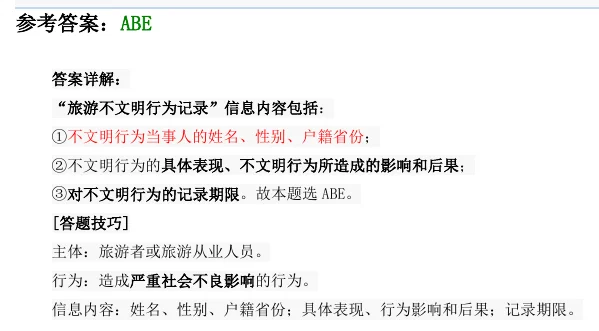 参考答案：ABE
答案详解：
“旅游不文明行为记录”信息内容包括：
①不文明行为当事人的姓名、性别、户籍省份；
②不文明行为的具体表现、不文明行为所造成的影响和后果；
③对不文明行为的记录期限。故本题选 ABE。
[答题技巧]
主体：旅游者或旅游从业人员。
行为：造成严重社会不良影响的行为。
信息内容：姓名、性别、户籍省份；具体表现、行为影响和后果；记录期限。